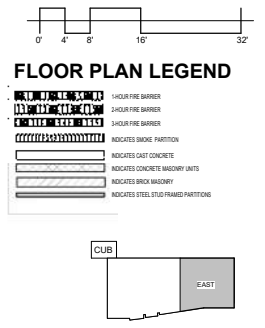 0' 4' 8' 16' 32'
FLOOR PLAN LEGEND
1-HOUR FIRE BARRIER
2-HOUR FIRE BARRIER
3-HOUR FIRE BARRIER
INDICATES SMOKE PARTITION
INDICATES CAST CONCRETE
INDICATES CONCRETE MASONRY UNITS
INDICATES BRICK MASONRY
INDICATES STEEL STUD FRAMED PARTITIONS
CUB
EAST